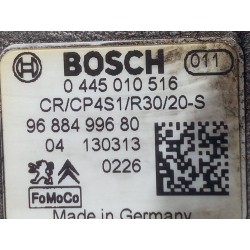 BOSCH 011
0 445 010 516
CR/CP4S1/R30/20-S
96 884 996 80
04 130313
0226
FoMoCo
Made in Germany